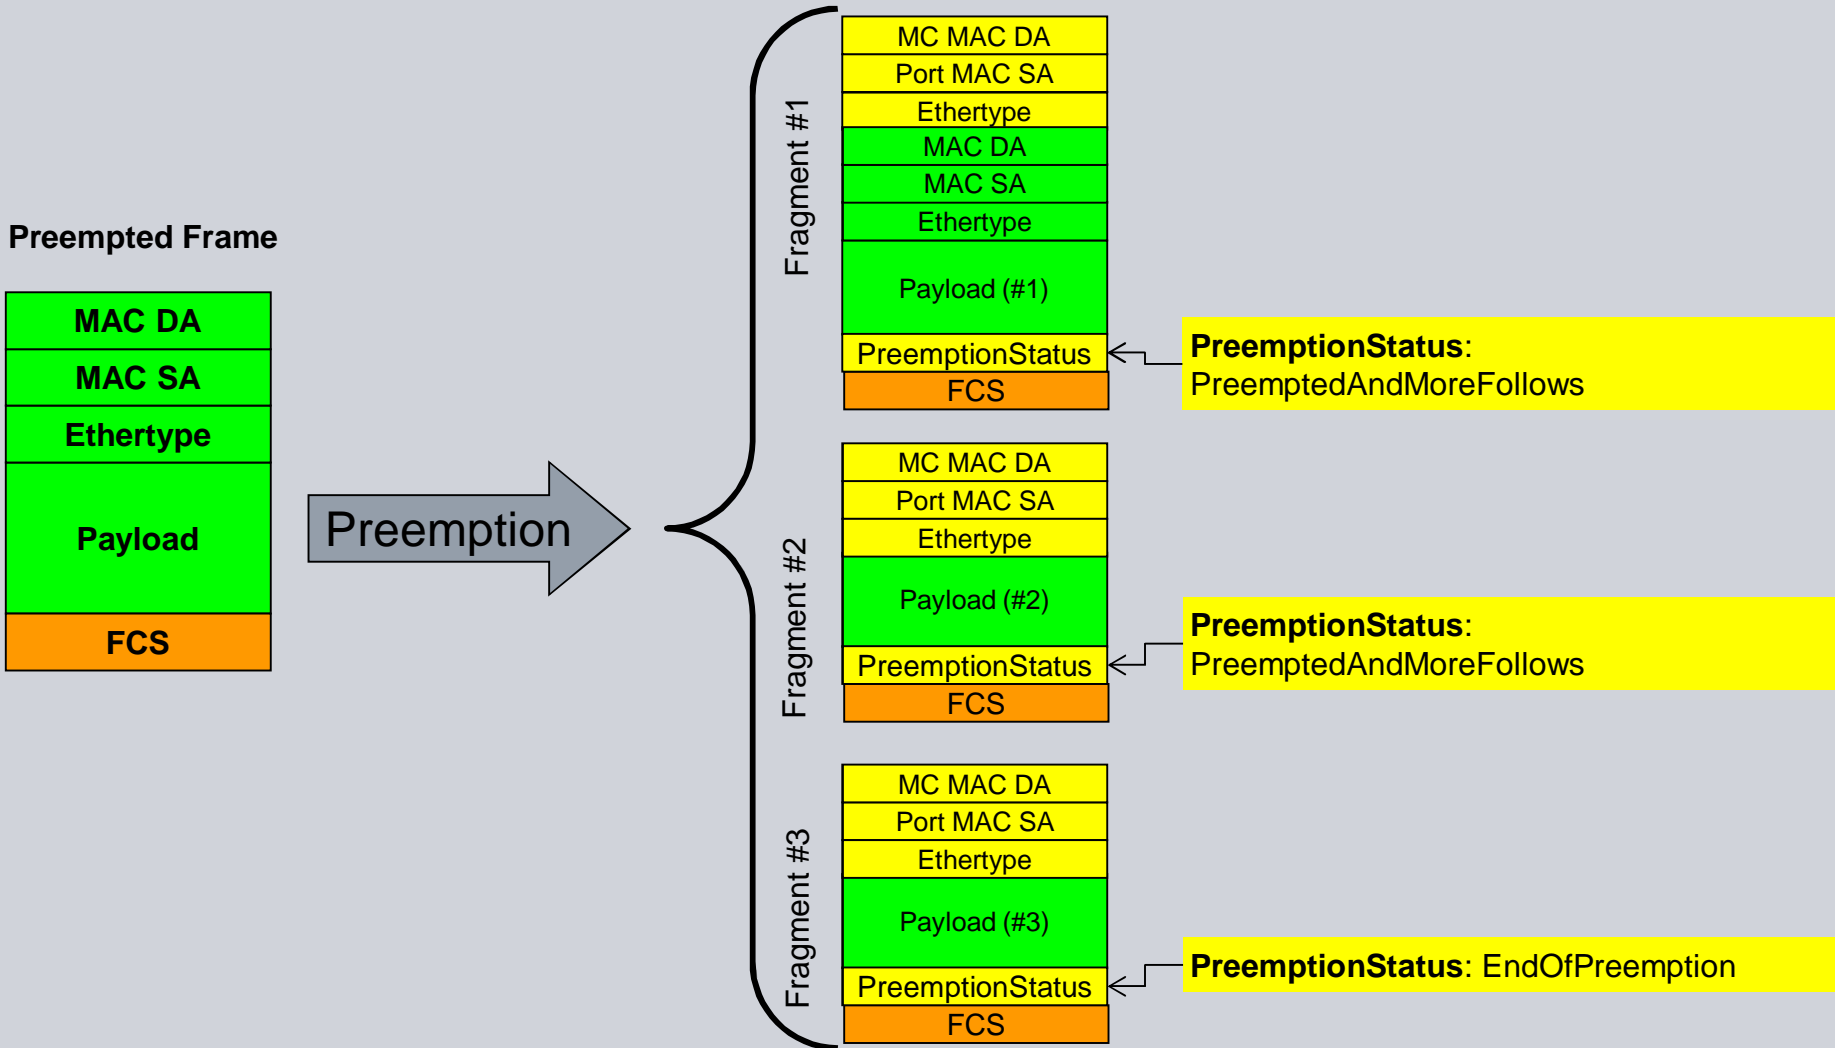 Preempted Frame
MAC DA
MAC SA
Ethertype
Payload
FCS
Preemption
Fragment #1
MC MAC DA
Port MAC SA
Ethertype
MAC DA
MAC SA
Ethertype
Payload (#1)
PreemptionStatus
FCS
PreemptionStatus:
PreemptedAndMoreFollows
Fragment #2
MC MAC DA
Port MAC SA
Ethertype
Payload (#2)
PreemptionStatus
FCS
PreemptionStatus:
PreemptedAndMoreFollows
Fragment #3
MC MAC DA
Port MAC SA
Ethertype
Payload (#3)
PreemptionStatus
FCS
PreemptionStatus: EndOfPreemption